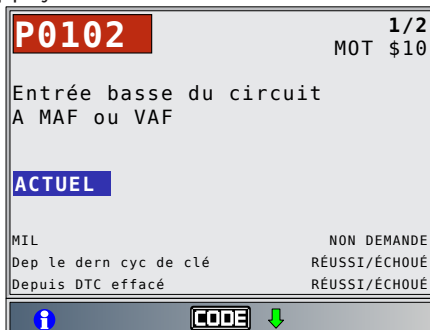 P0102
1/2
MOT $10
Entrée basse du circuit
A MAF ou VAF
ACTUEL
MIL NON DEMANDE
Dep le dern cyc de clé RÉUSSI/ÉCHOUÉ
Depuis DTC effacé RÉUSSI/ÉCHOUÉ
i CODE